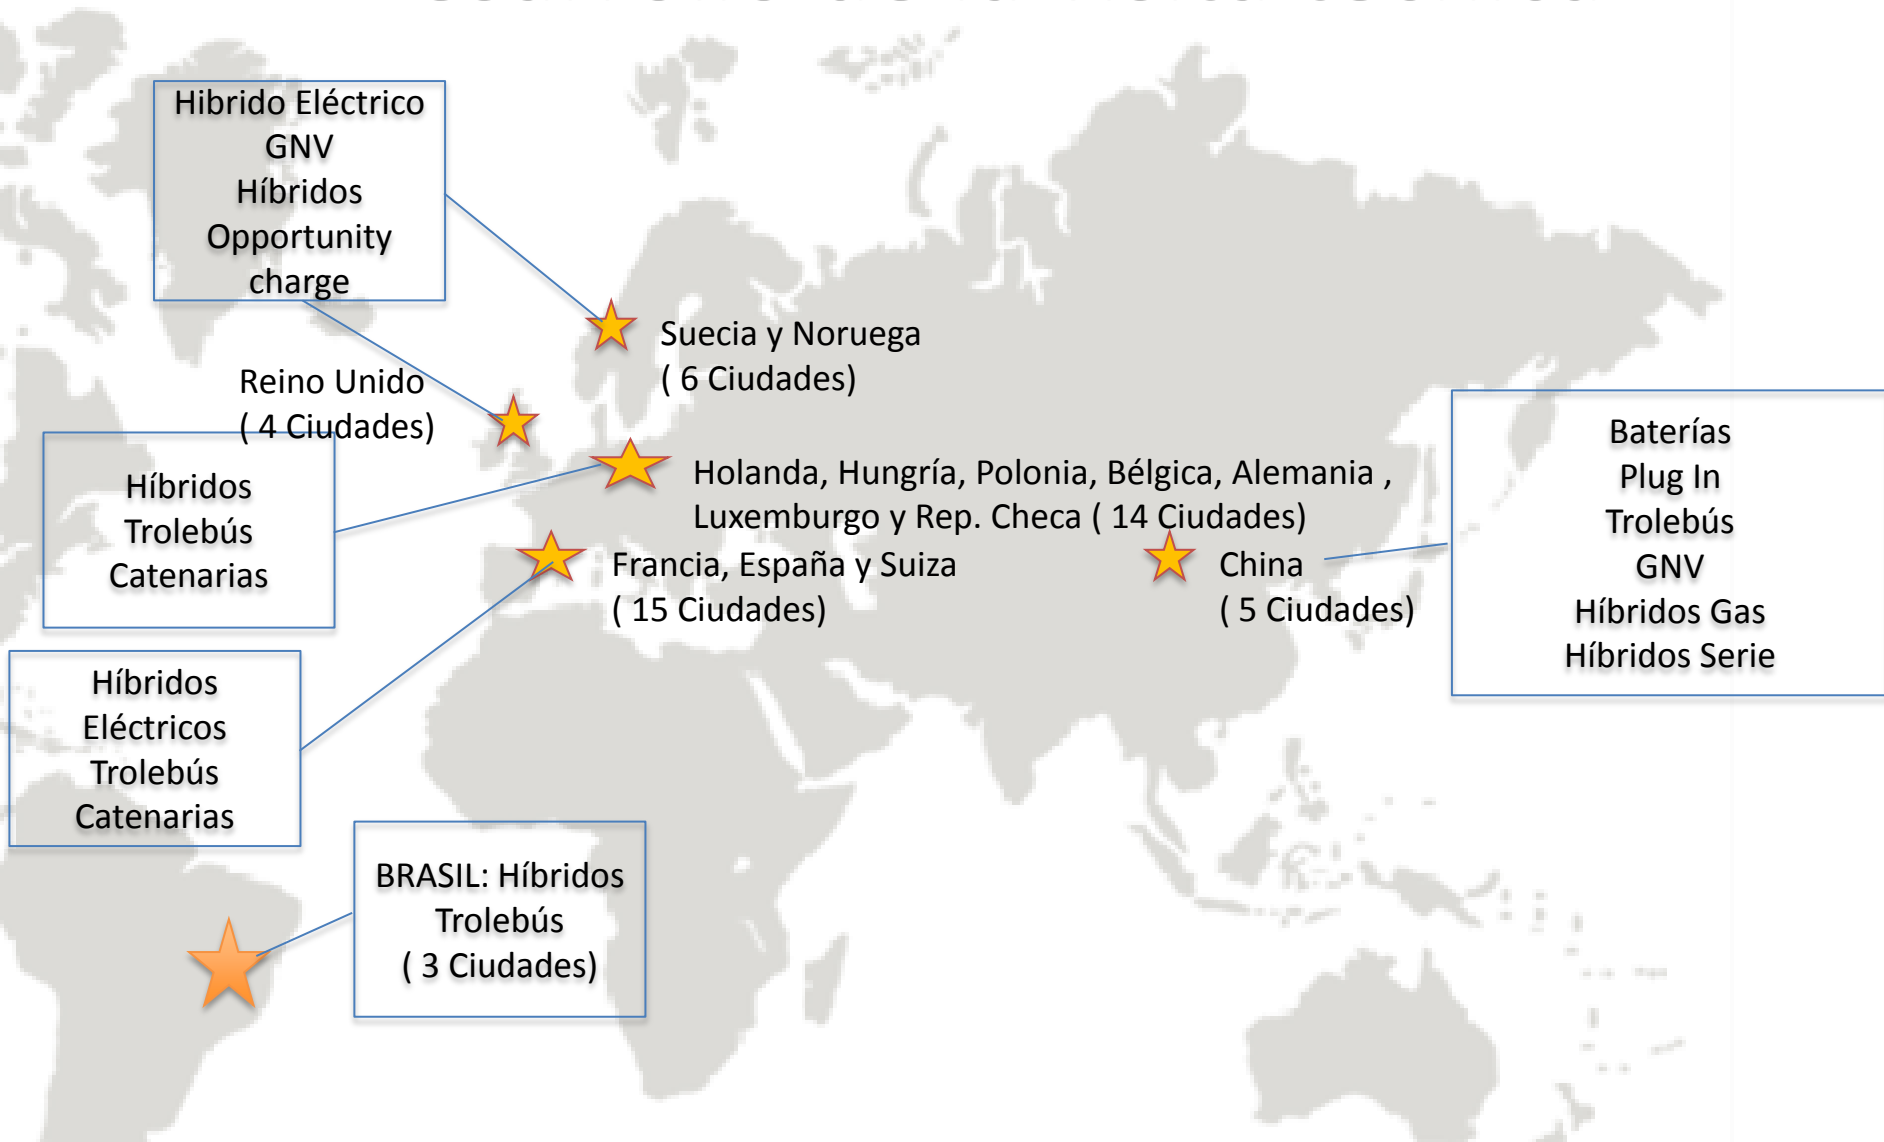 Hibrido Eléctrico
GNV
Híbridos
Opportunity
charge
Suecia y Noruega
( 6 Ciudades)
Reino Unido
( 4 Ciudades)
Híbridos
Trolebús
Catenarias
Holanda, Hungría, Polonia, Bélgica, Alemania ,
Luxemburgo y Rep. Checa ( 14 Ciudades)
Francia, España y Suiza
( 15 Ciudades)
China
( 5 Ciudades)
Baterías
Plug In
Trolebús
GNV
Híbridos Gas
Híbridos Serie
Híbridos
Eléctricos
Trolebús
Catenarias
BRASIL: Híbridos
Trolebús
( 3 Ciudades)